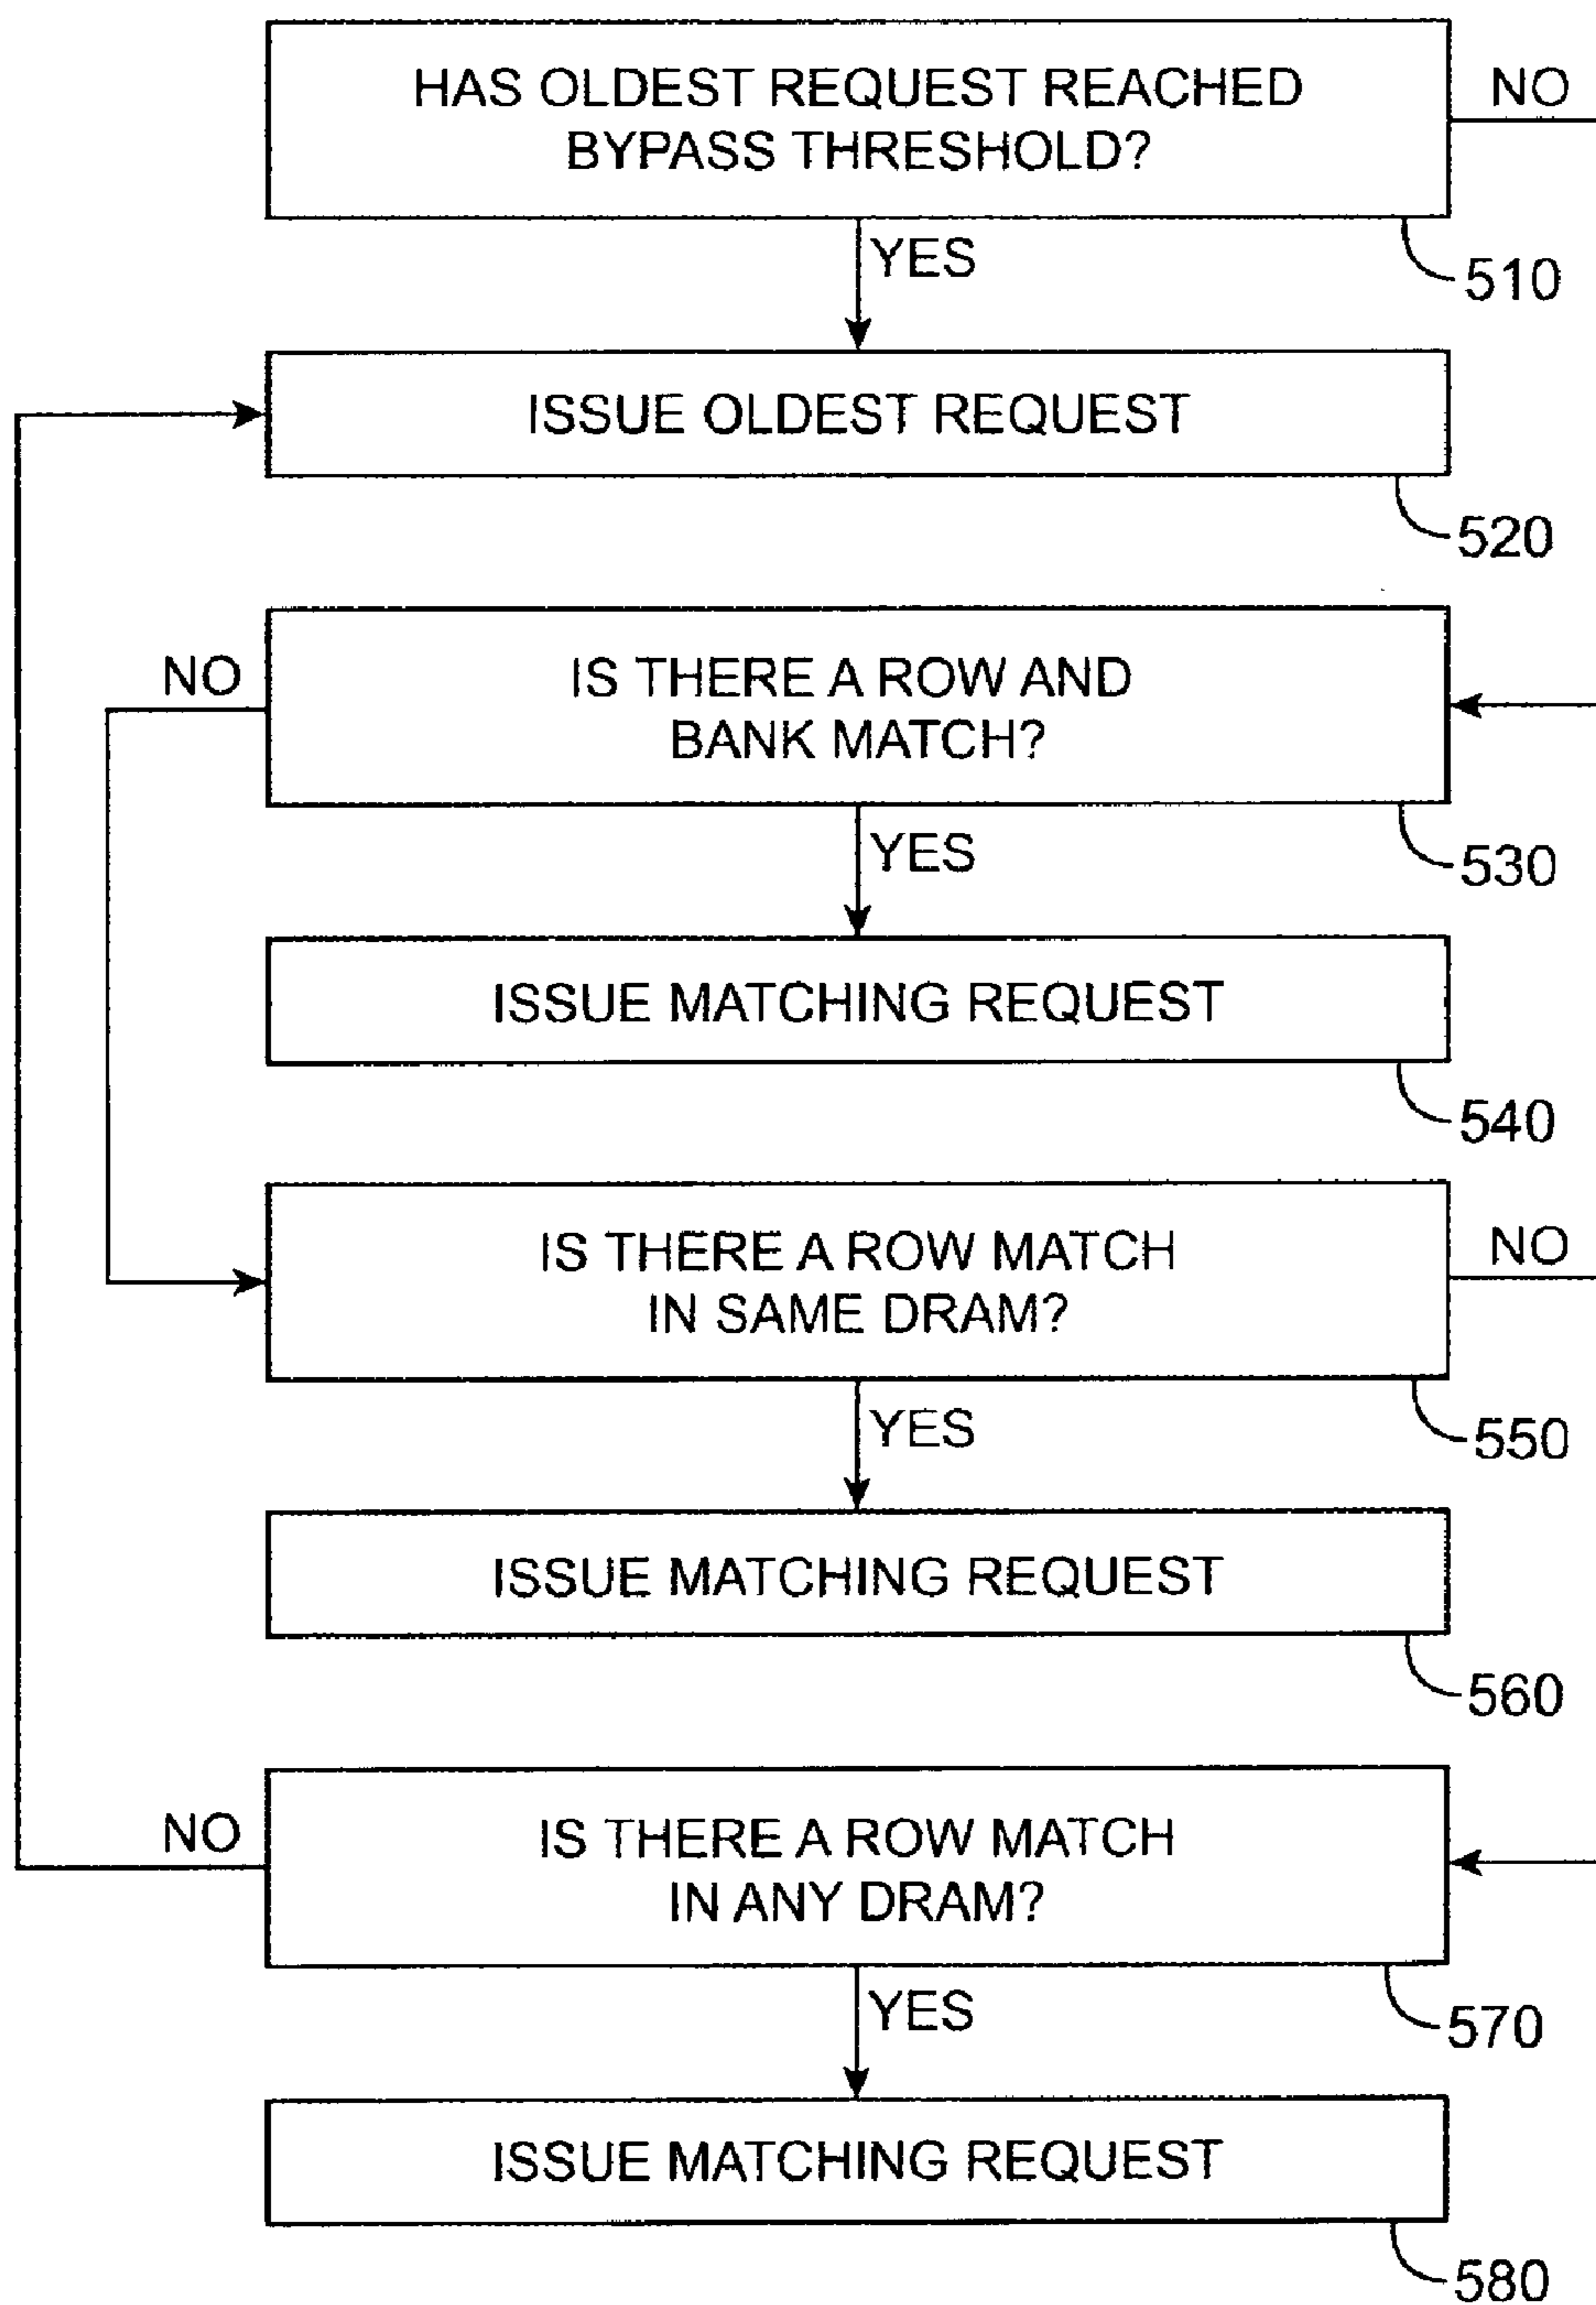 HAS OLDEST REQUEST REACHED
BYPASS THRESHOLD?
NO
YES
510
ISSUE OLDEST REQUEST
520
NO
IS THERE A ROW AND
BANK MATCH?
YES
530
ISSUE MATCHING REQUEST
540
IS THERE A ROW MATCH
IN SAME DRAM?
NO
YES
550
ISSUE MATCHING REQUEST
560
NO
IS THERE A ROW MATCH
IN ANY DRAM?
YES
570
ISSUE MATCHING REQUEST
580